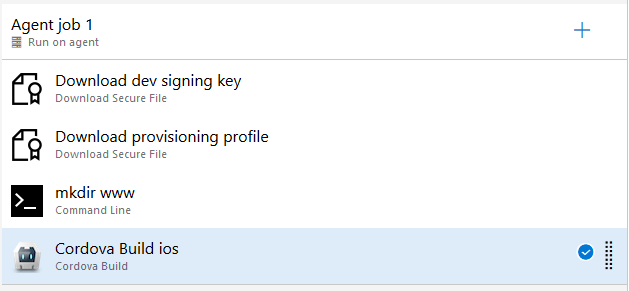 Agent job 1
Run on agent
Download dev signing key
Download Secure File
Download provisioning profile
Download Secure File
mkdir www
Command Line
Cordova Build ios
Cordova Build